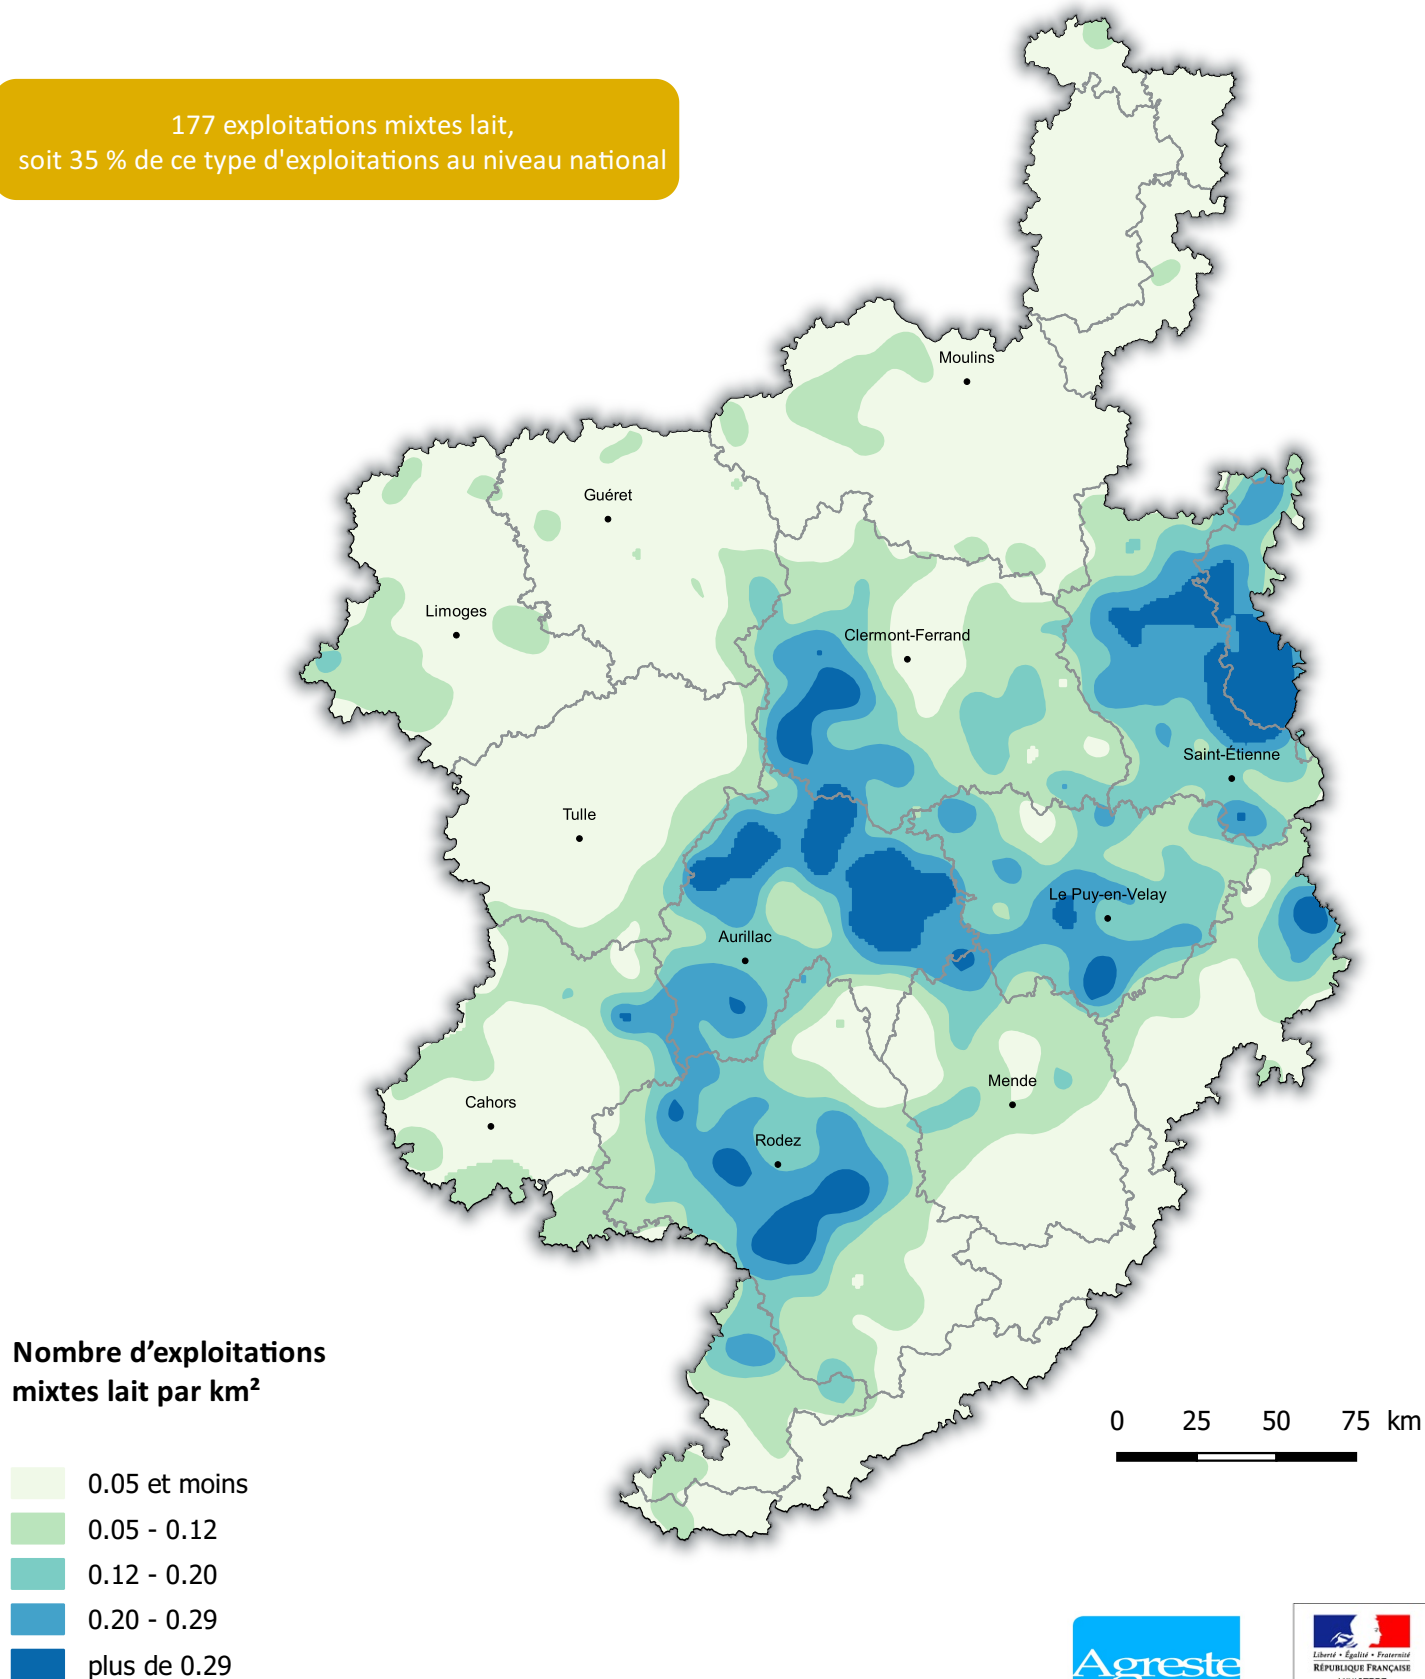 177 exploitations mixtes lait,
soit 35 % de ce type d'exploitations au niveau national
Moulins
Guéret
Limoges
Clermont-Ferrand
Saint-Étienne
Tulle
Le Puy-en-Velay
Aurillac
Mende
Cahors
Rodez
Nombre d’exploitations
mixtes lait par km²
0 25 50 75 km
0.05 et moins
0.05 - 0.12
0.12 - 0.20
0.20 - 0.29
plus de 0.29
Agreste
Liberté • Égalité • Fraternité
RÉPUBLIQUE FRANÇAISE